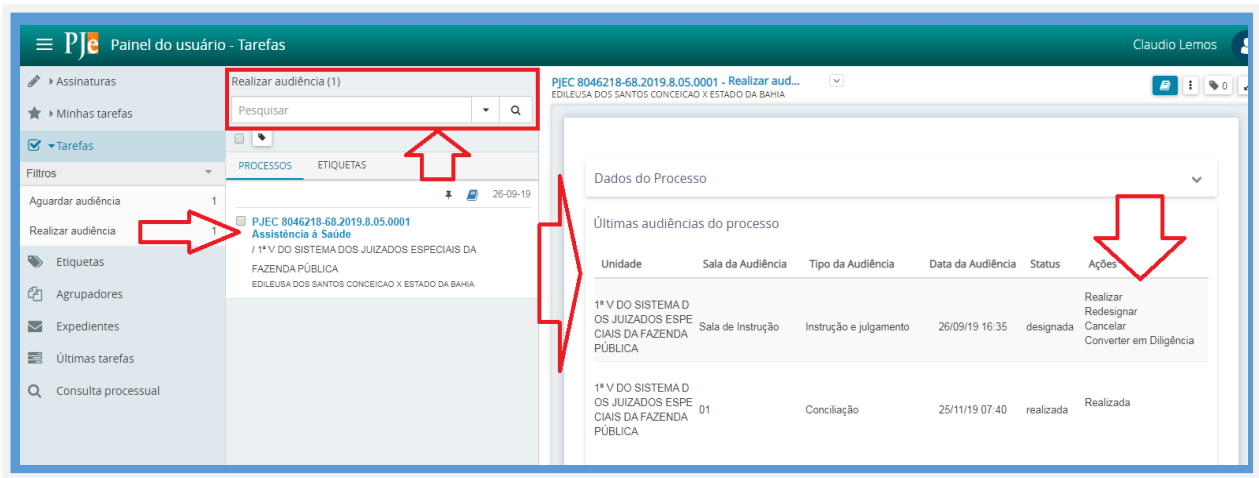 PJe Painel do usuário - Tarefas
Claudio Lemos
Assinaturas
Minhas tarefas
Tarefas
Filtros
Aguardar audiência 1
Realizar audiência 1
Etiquetas
Agrupadores
Expedientes
Últimas tarefas
Consulta processual
Realizar audiência (1)
Pesquisar
PROCESSOS ETIQUETAS
26-09-19
PJEC 8046218-68.2019.8.05.0001
Assistência à Saúde
/ 1ª V DO SISTEMA DOS JUIZADOS ESPECIAIS DA
FAZENDA PÚBLICA
EDILEUSA DOS SANTOS CONCEICAO X ESTADO DA BAHIA
PJEC 8046218-68.2019.8.05.0001 - Realizar aud...
EDILEUSA DOS SANTOS CONCEICAO X ESTADO DA BAHIA
0
Dados do Processo
Últimas audiências do processo
Unidade Sala da Audiência Tipo da Audiência Data da Audiência Status Ações
1ª V DO SISTEMA D
OS JUIZADOS ESPE
CIAIS DA FAZENDA
PÚBLICA
Sala de Instrução Instrução e julgamento 26/09/19 16:35 designada
Realizar
Redesignar
Cancelar
Converter em Diligência
1ª V DO SISTEMA D
OS JUIZADOS ESPE
CIAIS DA FAZENDA
PÚBLICA
01 Conciliação 25/11/19 07:40 realizada Realizada